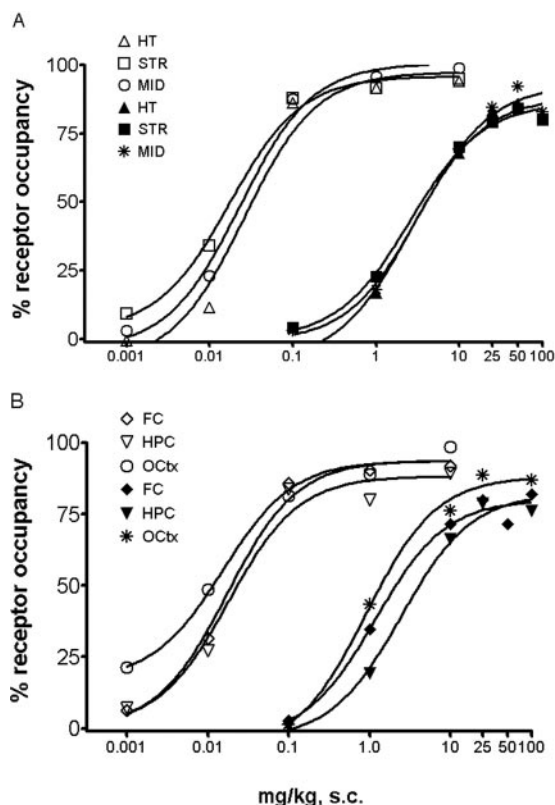 A
HT
STR
MID
HT
STR
MID
% receptor occupancy
100
75
50
25
0
0.001 0.01 0.1 1 10 25 50 100
B
FC
HPC
OCtx
FC
HPC
OCtx
% receptor occupancy
100
75
50
25
0
0.001 0.01 0.1 1.0 10 25 50 100
mg/kg, s.c.